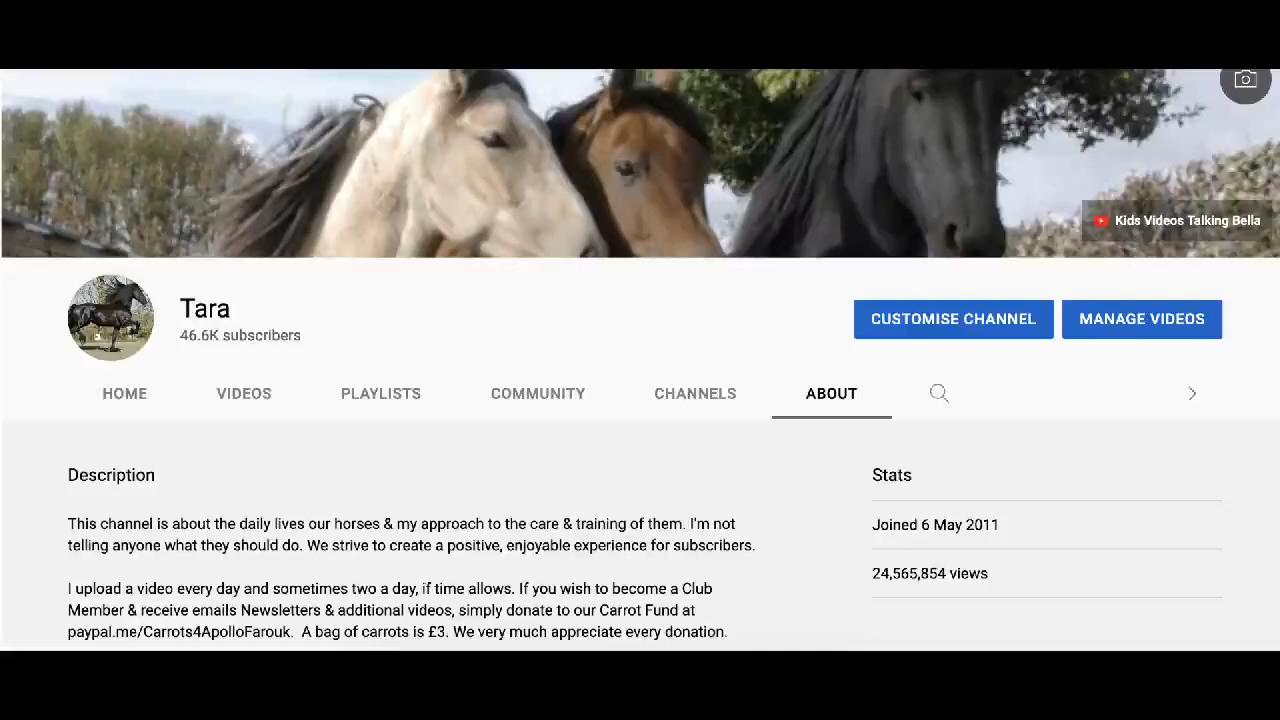 Kids Videos Talking Bella
Tara
46.6K subscribers
CUSTOMISE CHANNEL
MANAGE VIDEOS
HOME
VIDEOS
PLAYLISTS
COMMUNITY
CHANNELS
ABOUT
Description
This channel is about the daily lives our horses & my approach to the care & training of them. I'm not
telling anyone what they should do. We strive to create a positive, enjoyable experience for subscribers.
I upload a video every day and sometimes two a day, if time allows. If you wish to become a Club
Member & receive emails Newsletters & additional videos, simply donate to our Carrot Fund at
paypal.me/Carrots4ApolloFarouk.  A bag of carrots is £3. We very much appreciate every donation.
Stats
Joined 6 May 2011
24,565,854 views